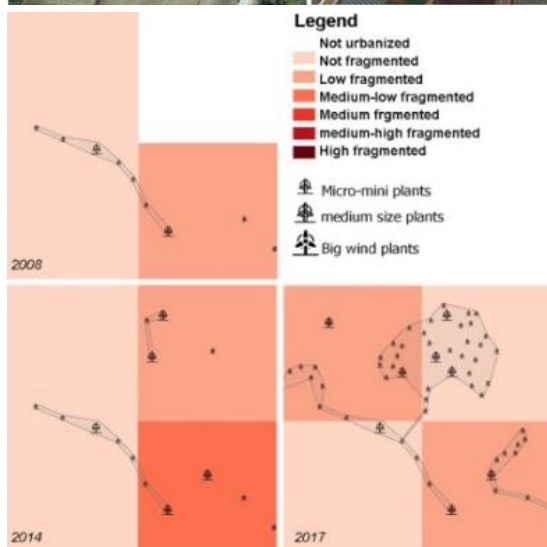 Legend
Not urbanized
Not fragmented
Low fragmented
Medium-low fragmented
Medium frgmented
medium-high fragmented
High fragmented
Micro-mini plants
medium size plants
Big wind plants
2008
2014
2017